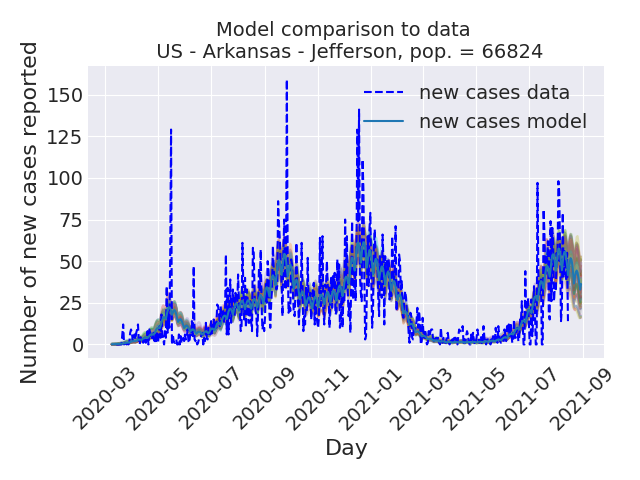 Model comparison to data
US - Arkansas - Jefferson, pop. = 66824
Number of new cases reported
150
125
100
75
50
25
0
new cases data
new cases model
2020-03
2020-05
2020-07
2020-09
2020-11
2021-01
2021-03
2021-05
2021-07
2021-09
Day